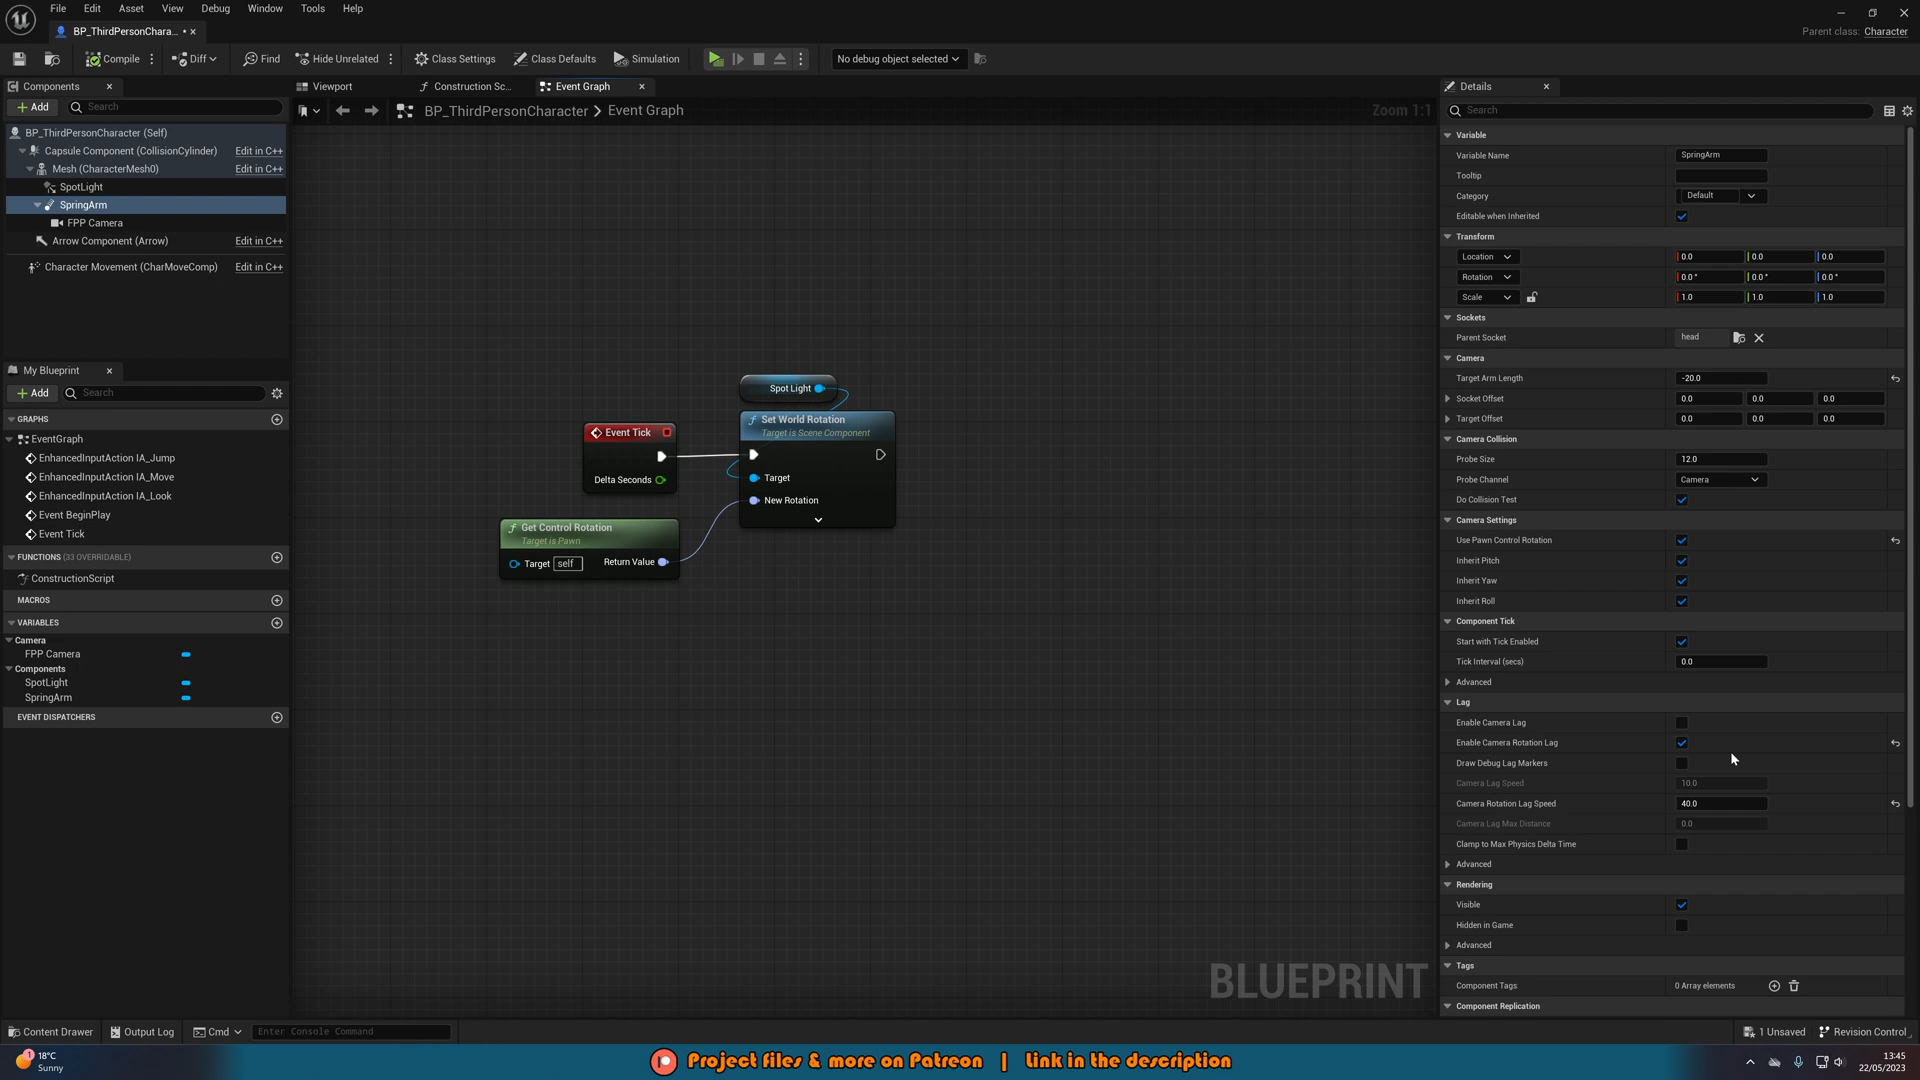 File Edit View Asset Debug Window Tools Help
BP_ThirdPersonChara... •
Parent class: Character
Compile Diff Find Hide Unrelated Class Settings Class Defaults Simulation No debug object selected
Components
Add Search
BP_ThirdPersonCharacter (Self)
Capsule Component (CollisionCylinder) Edit in C++
Mesh (CharacterMesh0) Edit in C++
SpotLight
SpringArm
FPP Camera
Arrow Component (Arrow) Edit in C++
Character Movement (CharMoveComp) Edit in C++
My Blueprint
Add Search
GRAPHS
EventGraph
EnhancedInputAction IA_Jump
EnhancedInputAction IA_Move
EnhancedInputAction IA_Look
Event BeginPlay
Event Tick
FUNCTIONS (33 OVERRIDABLE)
ConstructionScript
MACROS
VARIABLES
Camera
FPP Camera
Components
SpotLight
SpringArm
EVENT DISPATCHERS
Viewport Construction Sc... Event Graph
BP_ThirdPersonCharacter > Event Graph
Zoom 1:1
Spot Light
Event Tick
Delta Seconds
Set World Rotation
Target is Scene Component
Target
New Rotation
Get Control Rotation
Target is Pawn
Target self Return Value
BLUEPRINT
Details
Search
Variable
Variable Name SpringArm
Tooltip
Category Default
Editable when Inherited
Transform
Location 0.0 0.0 0.0
Rotation 0.0 ° 0.0 ° 0.0 °
Scale 1.0 1.0 1.0
Sockets
Parent Socket head
Camera
Target Arm Length -20.0
Socket Offset 0.0 0.0 0.0
Target Offset 0.0 0.0 0.0
Camera Collision
Probe Size 12.0
Probe Channel Camera
Do Collision Test
Camera Settings
Use Pawn Control Rotation
Inherit Pitch
Inherit Yaw
Inherit Roll
Component Tick
Start with Tick Enabled
Tick Interval (secs) 0.0
Advanced
Lag
Enable Camera Lag
Enable Camera Rotation Lag
Draw Debug Lag Markers
Camera Lag Speed 10.0
Camera Rotation Lag Speed 40.0
Camera Lag Max Distance 0.0
Clamp to Max Physics Delta Time
Advanced
Rendering
Visible
Hidden in Game
Advanced
Tags
Component Tags 0 Array elements
Component Replication
Content Drawer Output Log Cmd Enter Console Command
1 Unsaved Revision Control
1 18°C
Sunny
Project files & more on Patreon | Link in the description
13:45
22/05/2023